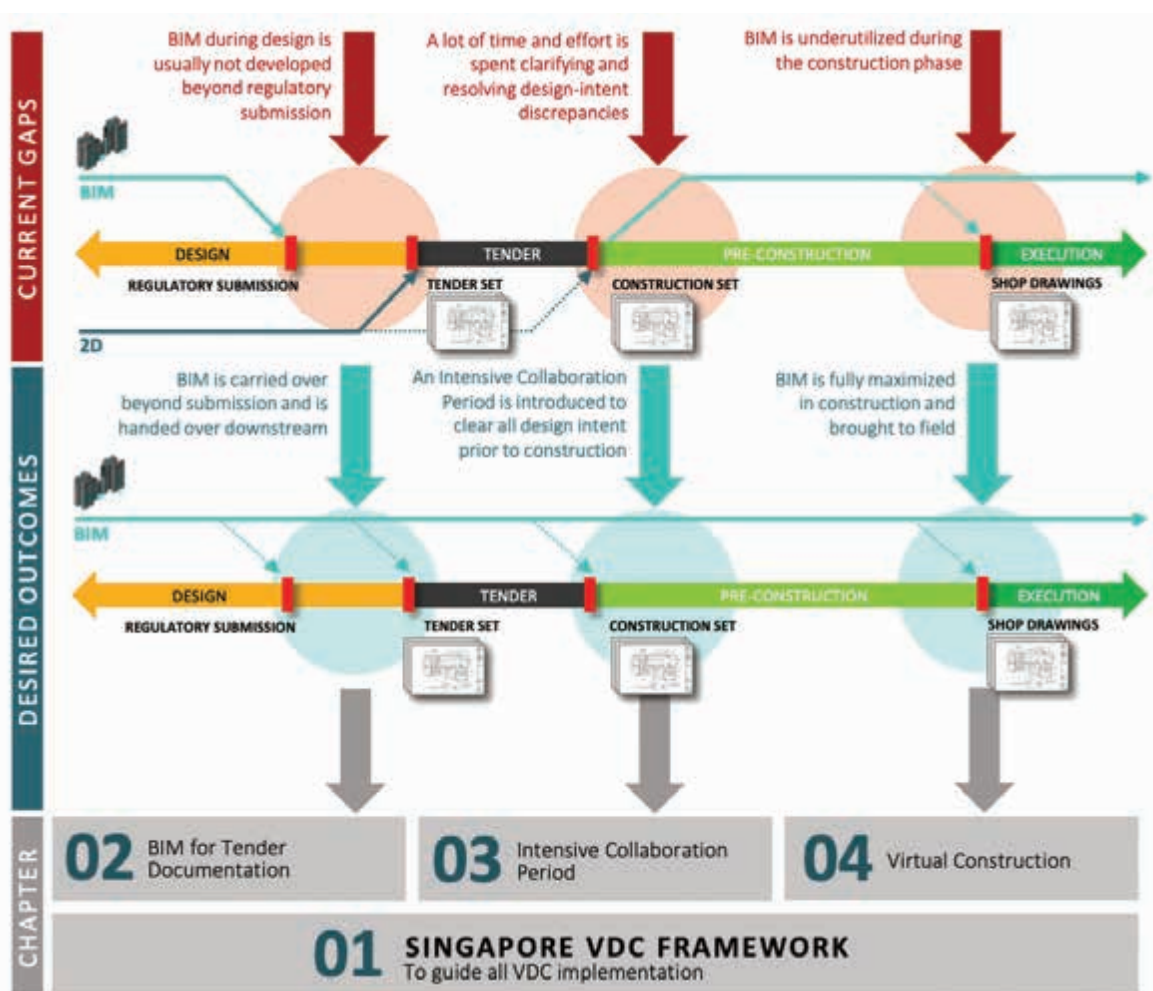 CURRENT GAPS
BIM during design is
usually not developed
beyond regulatory
submission
A lot of time and effort is
spent clarifying and
resolving design-intent
discrepancies
BIM is underutilized during
the construction phase
BIM
DESIGN
TENDER
PRE-CONSTRUCTION
EXECUTION
REGULATORY SUBMISSION
TENDER SET
CONSTRUCTION SET
SHOP DRAWINGS
2D
DESIRED OUTCOMES
BIM is carried over
beyond submission and is
handed over downstream
An Intensive Collaboration
Period is introduced to
clear all design intent
prior to construction
BIM is fully maximized
in construction and
brought to field
BIM
DESIGN
TENDER
PRE-CONSTRUCTION
EXECUTION
REGULATORY SUBMISSION
TENDER SET
CONSTRUCTION SET
SHOP DRAWINGS
CHAPTER
02 BIM for Tender
Documentation
03 Intensive Collaboration
Period
04 Virtual Construction
01 SINGAPORE VDC FRAMEWORK
To guide all VDC implementation